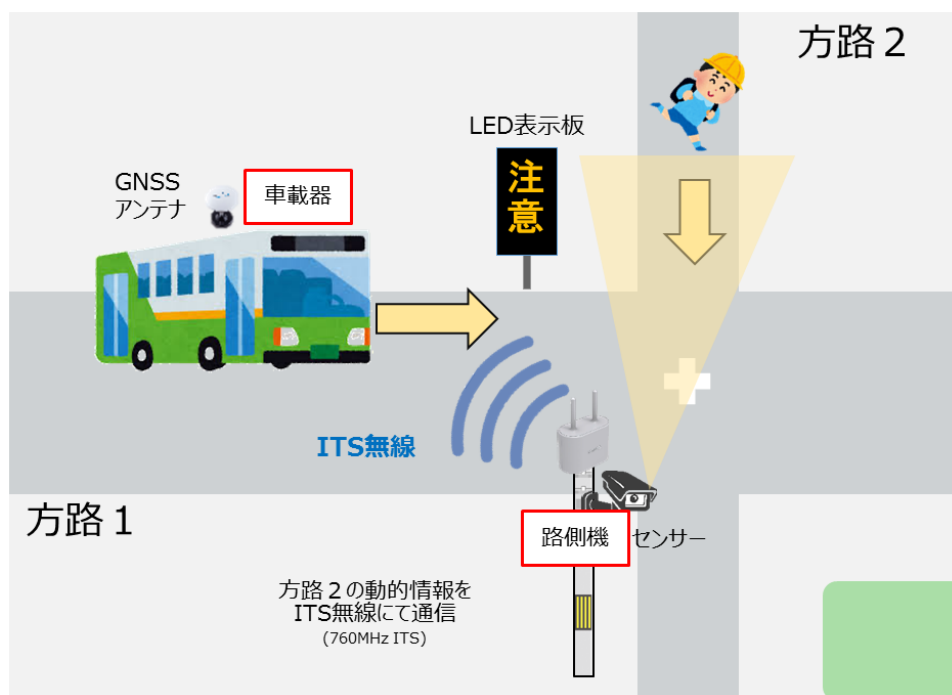 方路２
LED表示板
注
意
GNSS
アンテナ
車載器
ITS無線
方路１
路側機
センサー
方路２の動的情報を
ITS無線にて通信
(760MHz ITS)